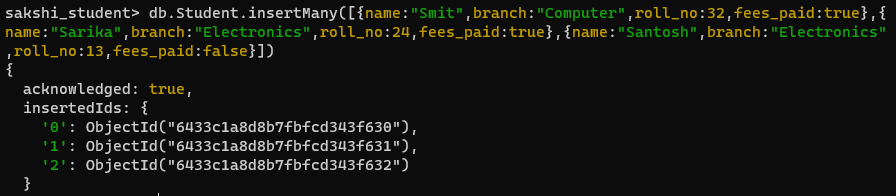 sakshi_student> db.Student.insertMany([{name:"Smit",branch:"Computer",roll_no:32,fees_paid:true},{
name:"Sarika",branch:"Electronics",roll_no:24,fees_paid:true},{name:"Santosh",branch:"Electronics"
,roll_no:13,fees_paid:false}])
{
  acknowledged: true,
  insertedIds: {
    '0': ObjectId("6433c1a8d8b7fbfcd343f630"),
    '1': ObjectId("6433c1a8d8b7fbfcd343f631"),
    '2': ObjectId("6433c1a8d8b7fbfcd343f632")
  }